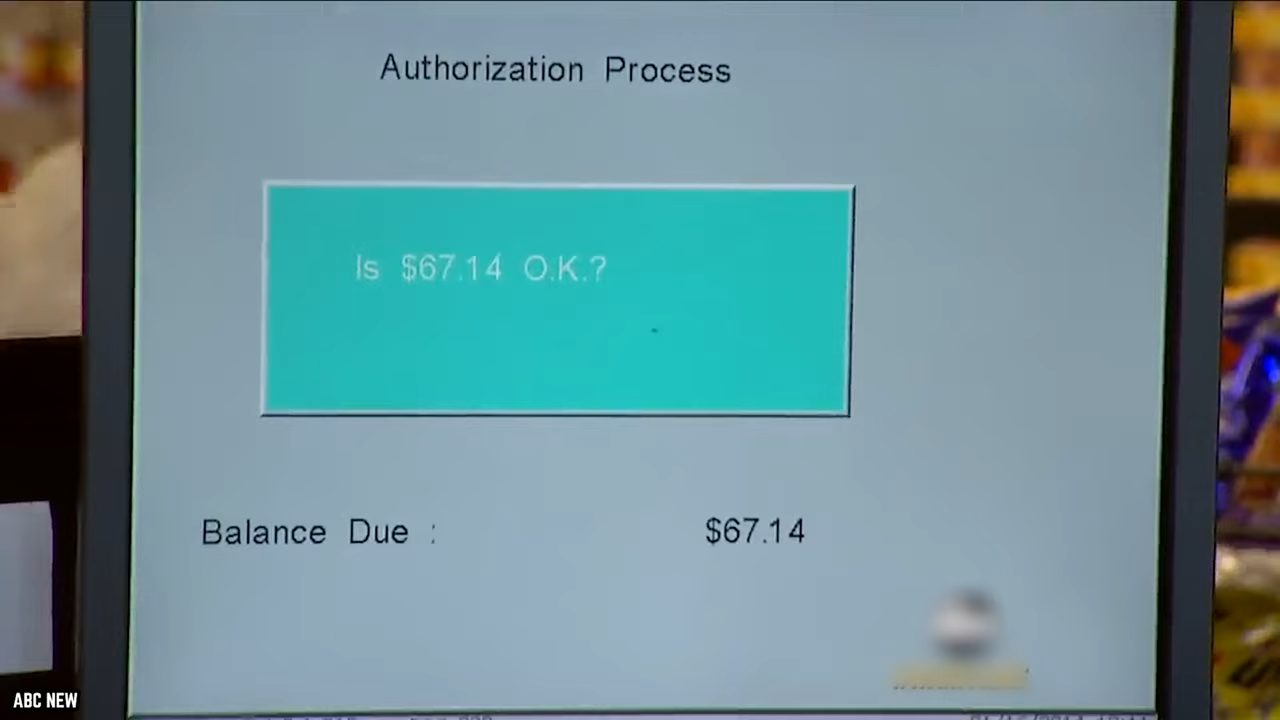 Authorization Process
Is $67.14 O.K.?
Balance Due : $67.14
ABC NEW